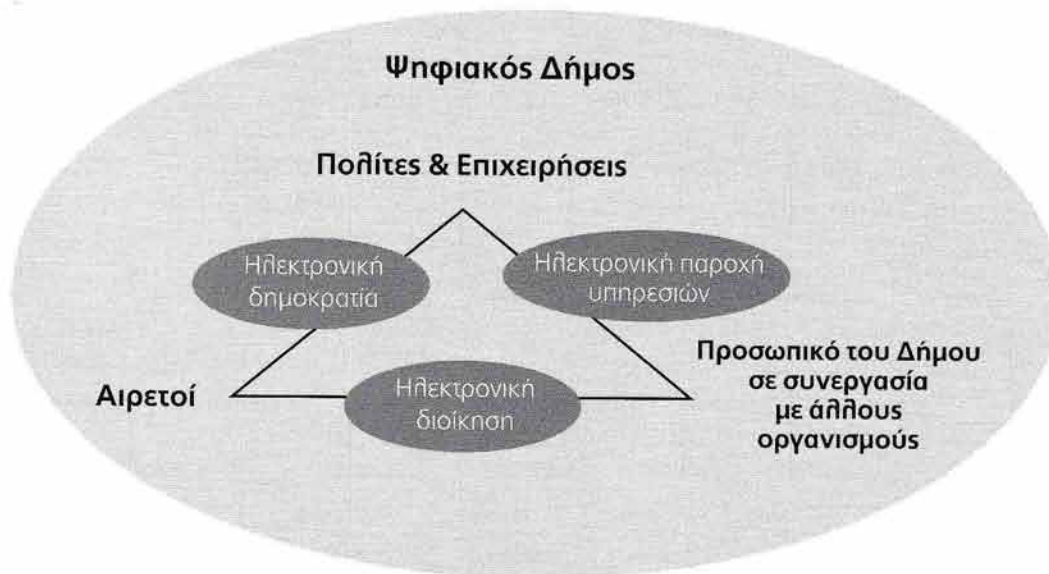 Ψηφιακός Δήμος
Πολίτες & Επιχειρήσεις
Ηλεκτρονική
δημοκρατία
Ηλεκτρονική παροχή
υπηρεσιών
Αιρετοί
Ηλεκτρονική
διοίκηση
Προσωπικό του Δήμου
σε συνεργασία
με άλλους
οργανισμούς